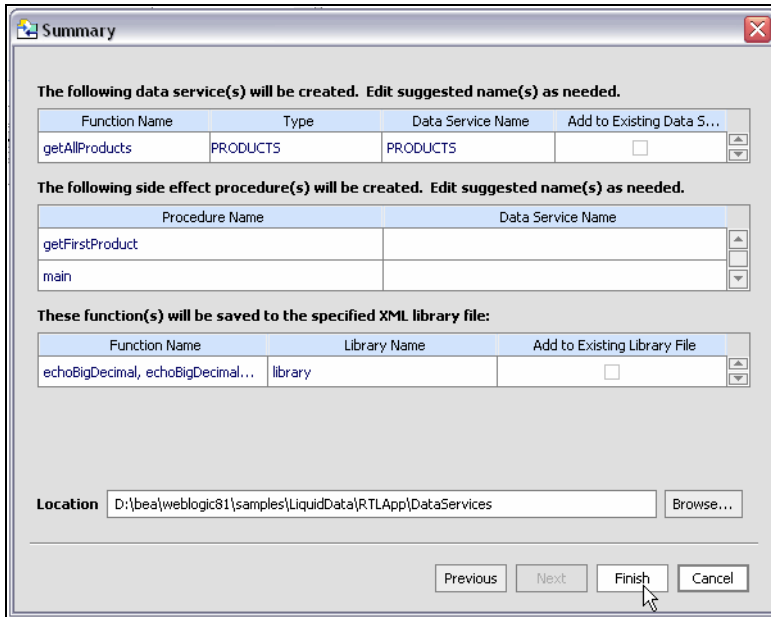 Summary
The following data service(s) will be created. Edit suggested name(s) as needed.
Function Name Type Data Service Name Add to Existing Data S...
getAllProducts PRODUCTS PRODUCTS
The following side effect procedure(s) will be created. Edit suggested name(s) as needed.
Procedure Name Data Service Name
getFirstProduct
main
These function(s) will be saved to the specified XML library file:
Function Name Library Name Add to Existing Library File
echoBigDecimal, echoBigDecimal... library
Location D:\bea\weblogic81\samples\LiquidData\RTLApp\DataServices Browse...
Previous Next Finish Cancel